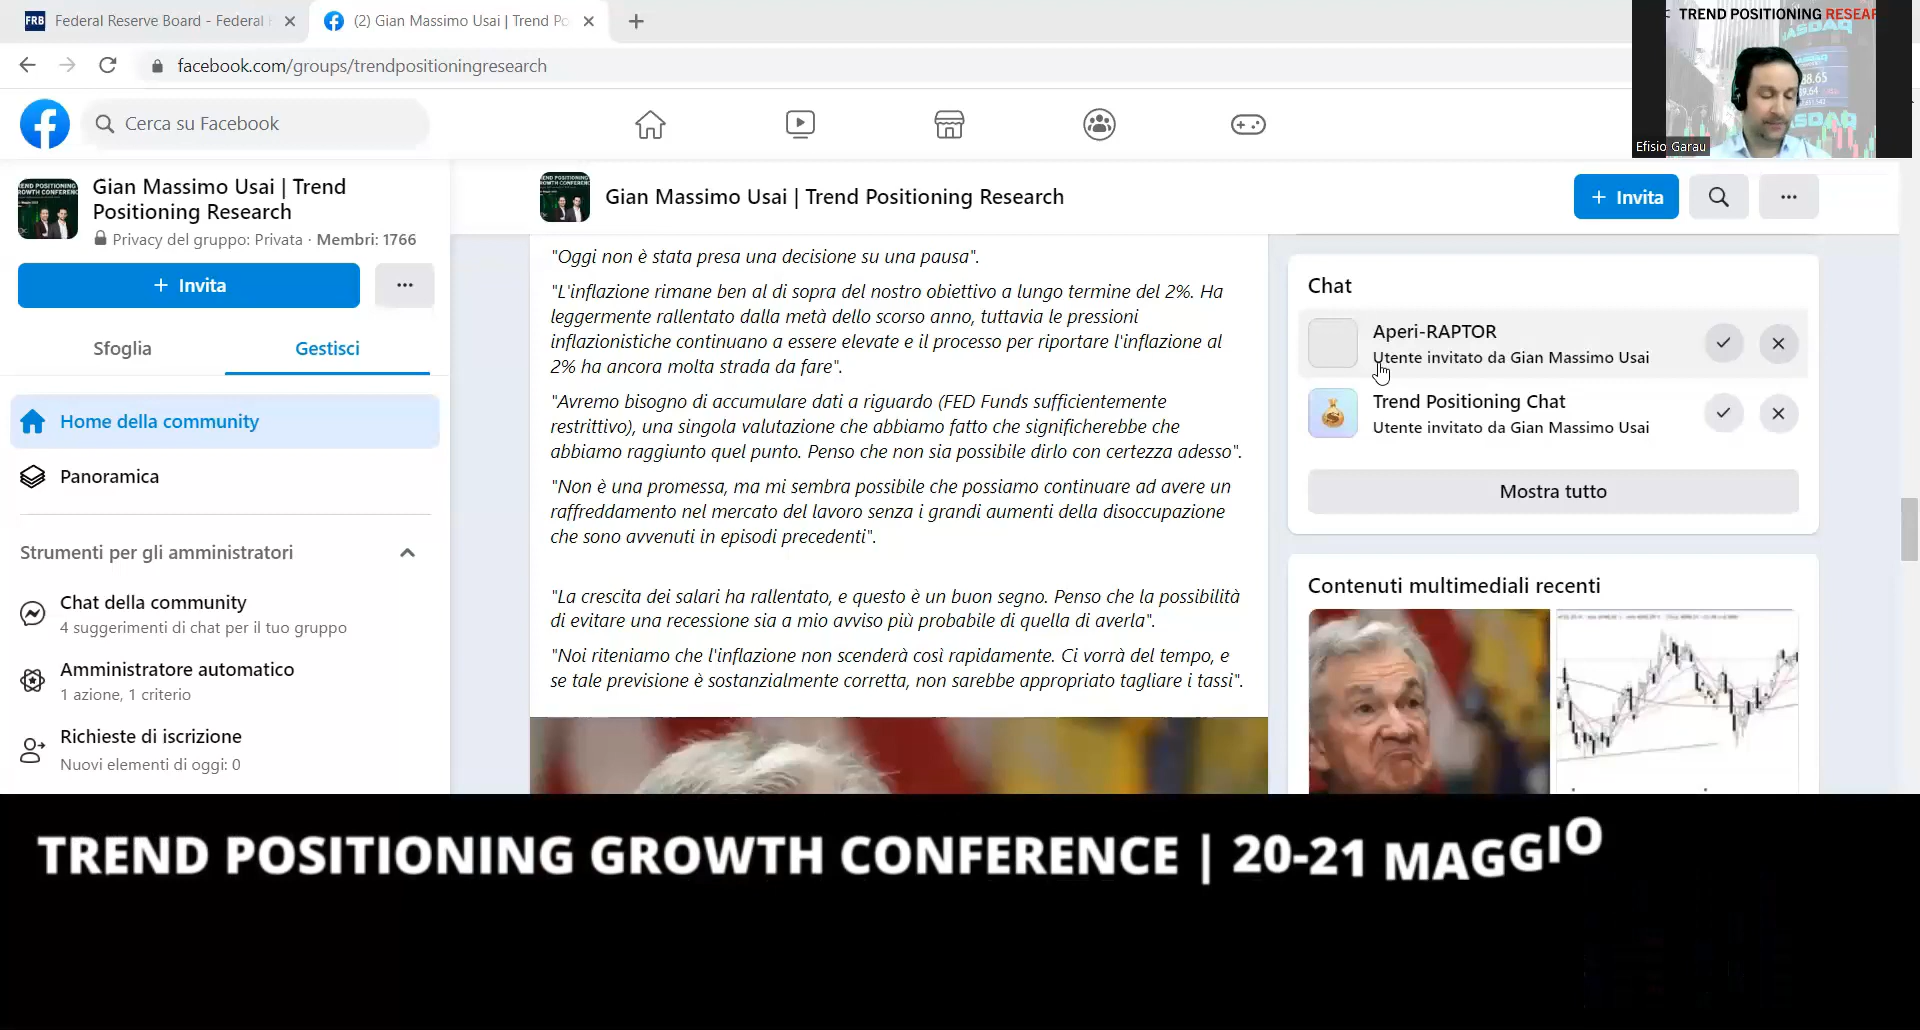 FRB
Federal Reserve Board - Federal
(2) Gian Massimo Usai | Trend Po
facebook.com/groups/trendpositioningresearch
TREND POSITIONING RESEAR
88.65
NASDAQ
Efisio Garau
Cerca su Facebook
Gian Massimo Usai | Trend
Positioning Research
Privacy del gruppo: Privata · Membri: 1766
+ Invita
Sfoglia
Gestisci
Home della community
Panoramica
Strumenti per gli amministratori
Chat della community
4 suggerimenti di chat per il tuo gruppo
Amministratore automatico
1 azione, 1 criterio
Richieste di iscrizione
Nuovi elementi di oggi: 0
Gian Massimo Usai | Trend Positioning Research
+ Invita
"Oggi non è stata presa una decisione su una pausa".
"L'inflazione rimane ben al di sopra del nostro obiettivo a lungo termine del 2%. Ha
leggermente rallentato dalla metà dello scorso anno, tuttavia le pressioni
inflazionistiche continuano a essere elevate e il processo per riportare l'inflazione al
2% ha ancora molta strada da fare".
"Avremo bisogno di accumulare dati a riguardo (FED Funds sufficientemente
restrittivo), una singola valutazione che abbiamo fatto che significherebbe che
abbiamo raggiunto quel punto. Penso che non sia possibile dirlo con certezza adesso".
"Non è una promessa, ma mi sembra possibile che possiamo continuare ad avere un
raffreddamento nel mercato del lavoro senza i grandi aumenti della disoccupazione
che sono avvenuti in episodi precedenti".
"La crescita dei salari ha rallentato, e questo è un buon segno. Penso che la possibilità
di evitare una recessione sia a mio avviso più probabile di quella di averla".
"Noi riteniamo che l'inflazione non scenderà così rapidamente. Ci vorrà del tempo, e
se tale previsione è sostanzialmente corretta, non sarebbe appropriato tagliare i tassi".
Chat
Aperi-RAPTOR
Utente invitato da Gian Massimo Usai
Trend Positioning Chat
Utente invitato da Gian Massimo Usai
Mostra tutto
Contenuti multimediali recenti
TREND POSITIONING GROWTH CONFERENCE | 20-21 MAGGIO